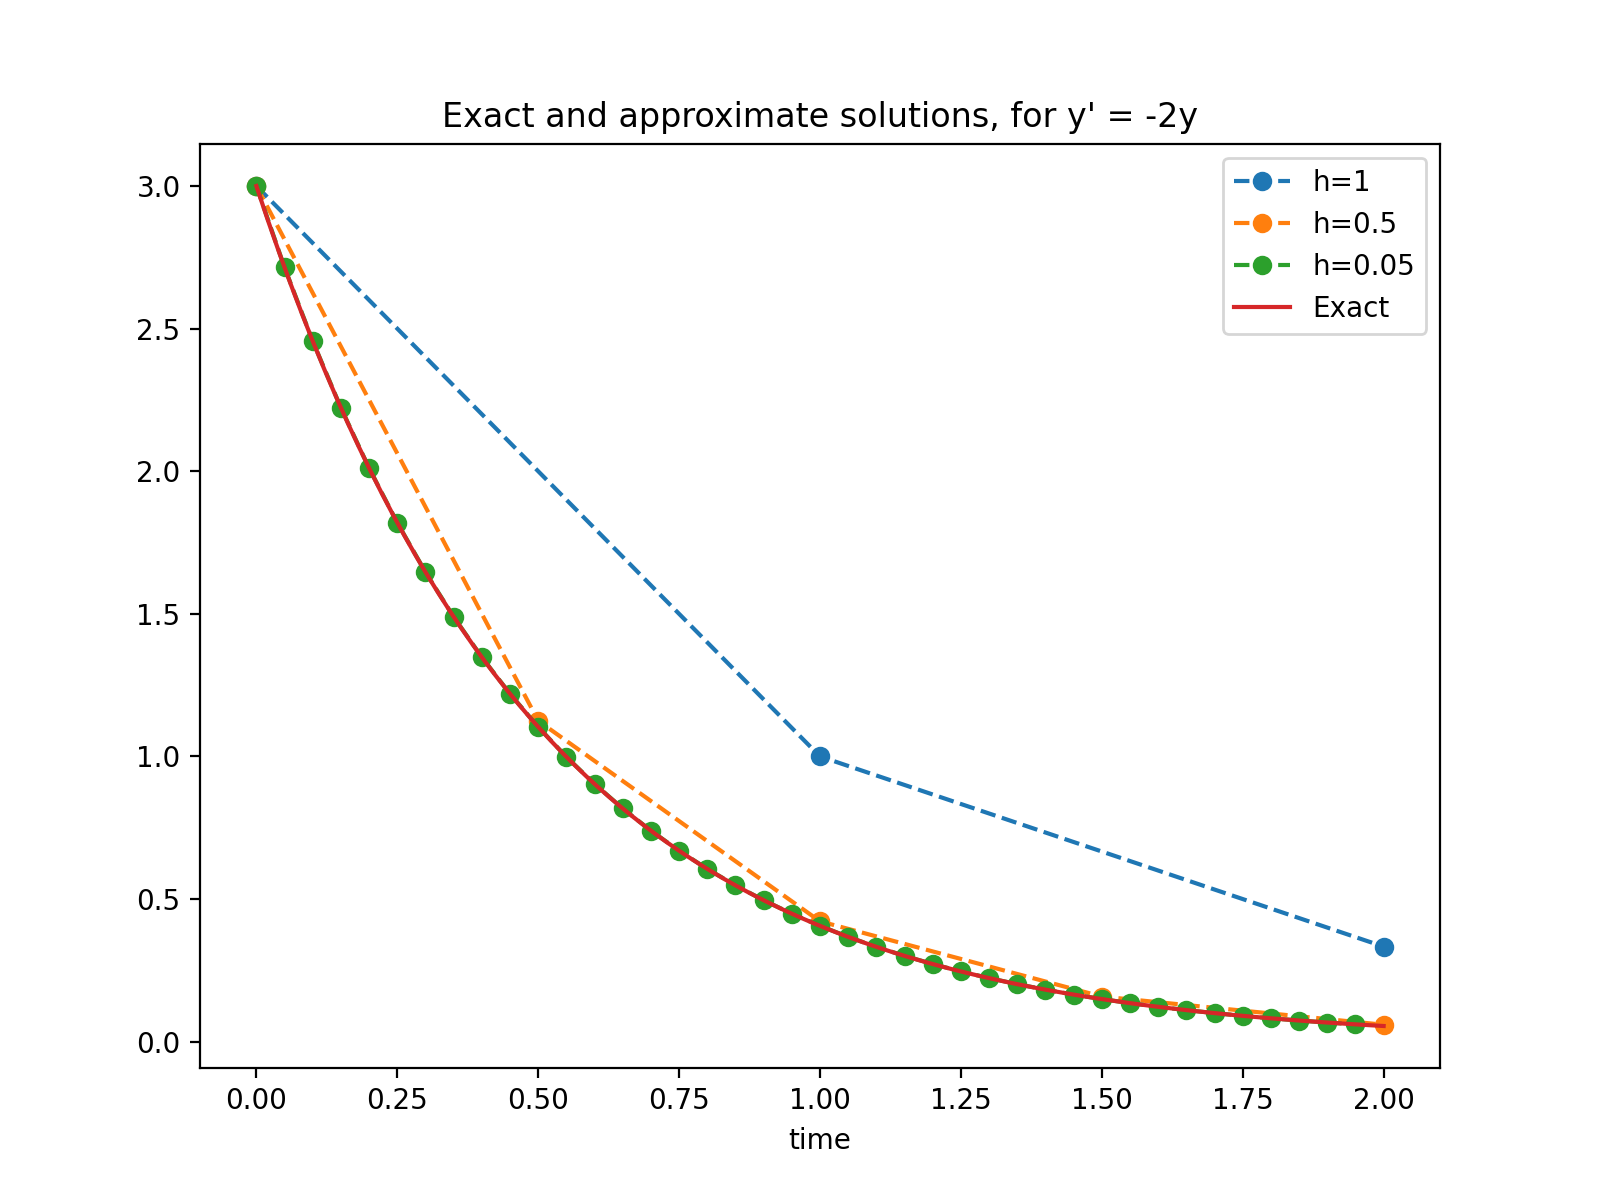 Exact and approximate solutions, for y' = -2y
h=1
h=0.5
h=0.05
Exact
3.0
2.5
2.0
1.5
1.0
0.5
0.0
0.00 0.25 0.50 0.75 1.00 1.25 1.50 1.75 2.00
time